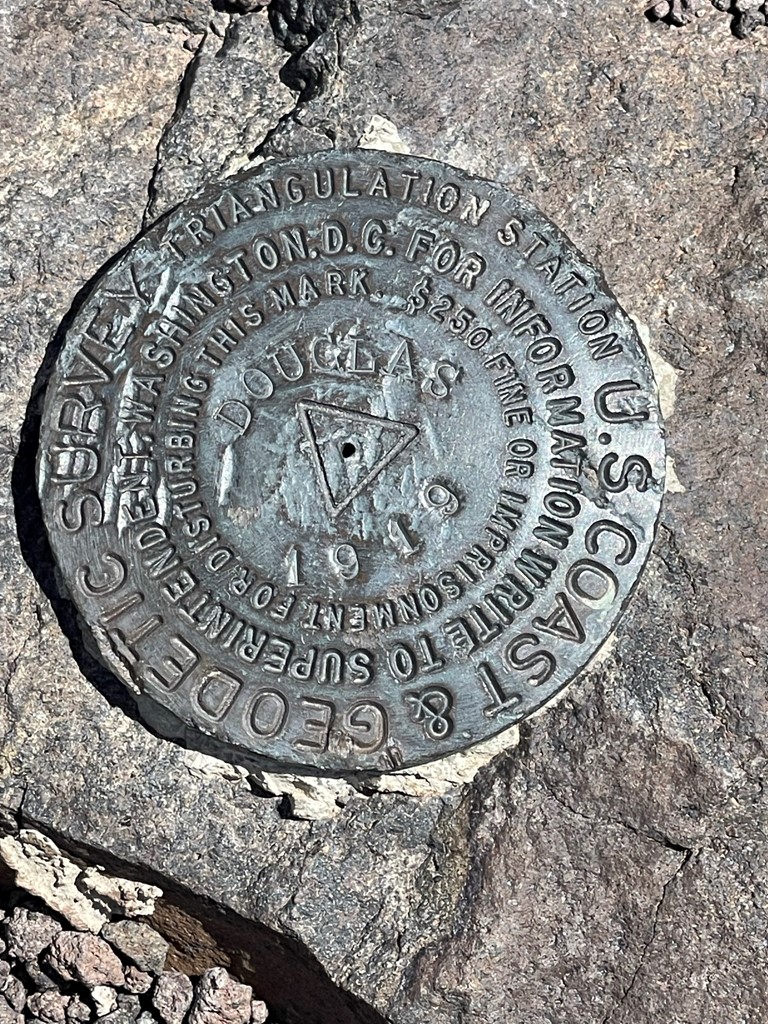 U.S. COAST & GEODETIC SURVEY
TRIANGULATION STATION
FOR INFORMATION WRITE TO SUPERINTENDENT, WASHINGTON, D.C.
$250 FINE OR IMPRISONMENT FOR DISTURBING THIS MARK.
DOUGLAS
1916